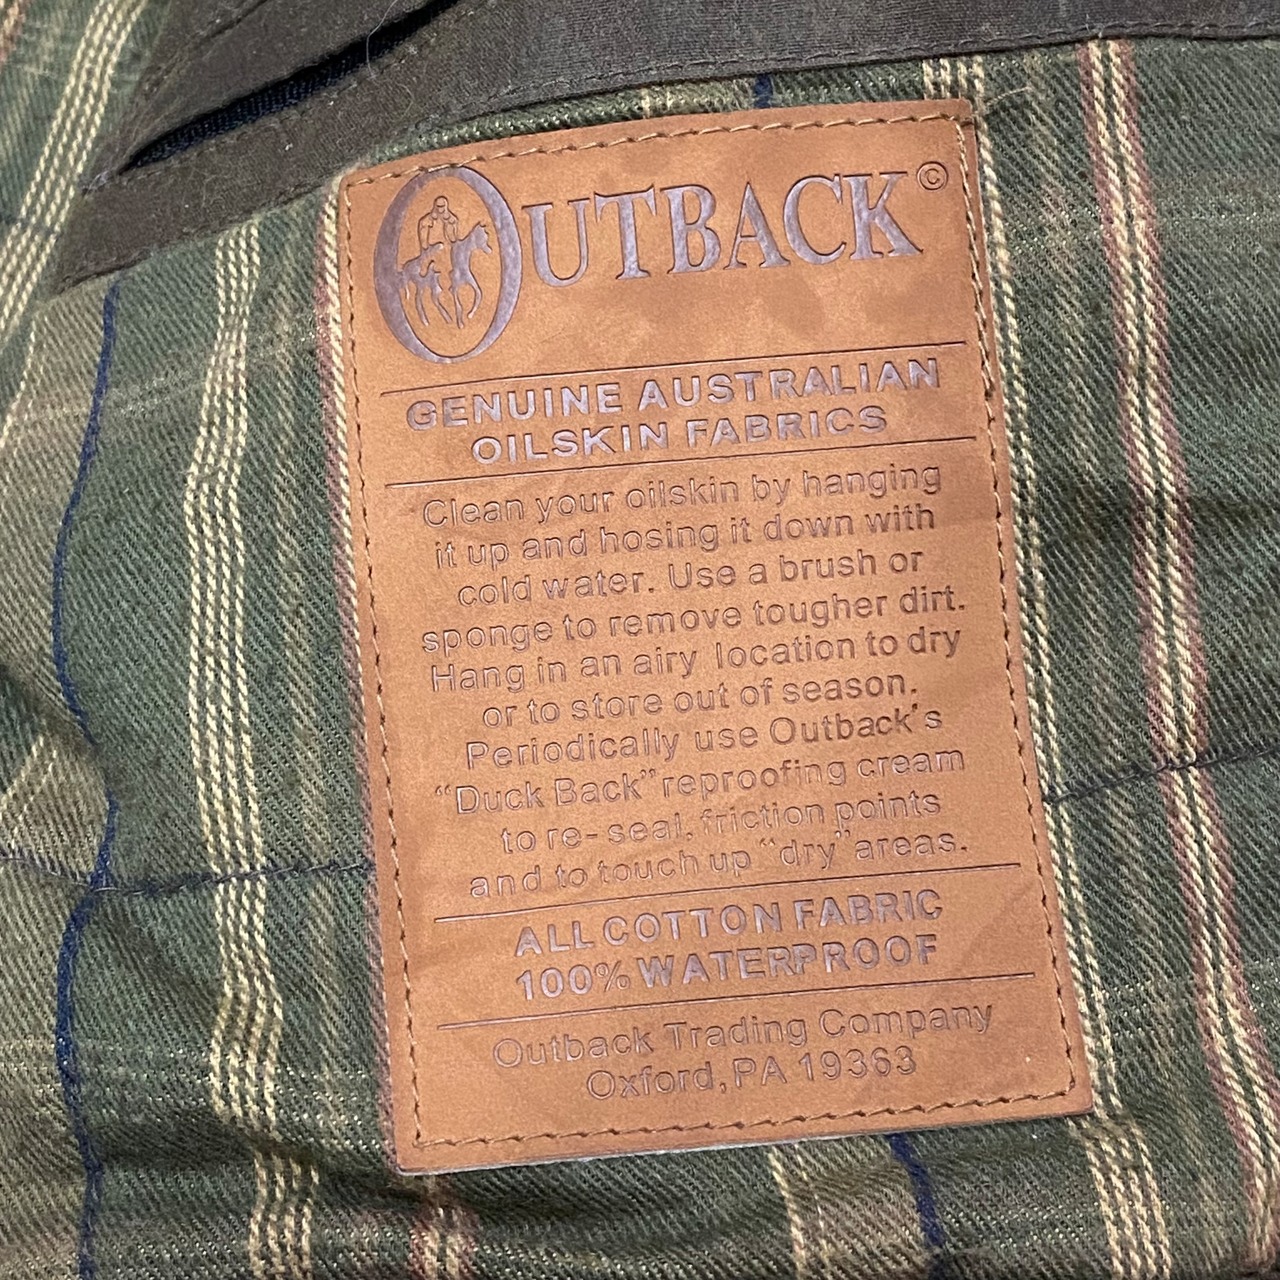 OUTBACK©
GENUINE AUSTRALIAN
OILSKIN FABRICS
Clean your oilskin by hanging
it up and hosing it down with
cold water. Use a brush or
sponge to remove tougher dirt.
Hang in an airy location to dry
or to store out of season.
Periodically use Outback's
“Duck Back” reproofing cream
to re-seal, friction points
and to touch up “dry” areas.
ALL COTTON FABRIC
100% WATERPROOF
Outback Trading Company
Oxford, PA 19363